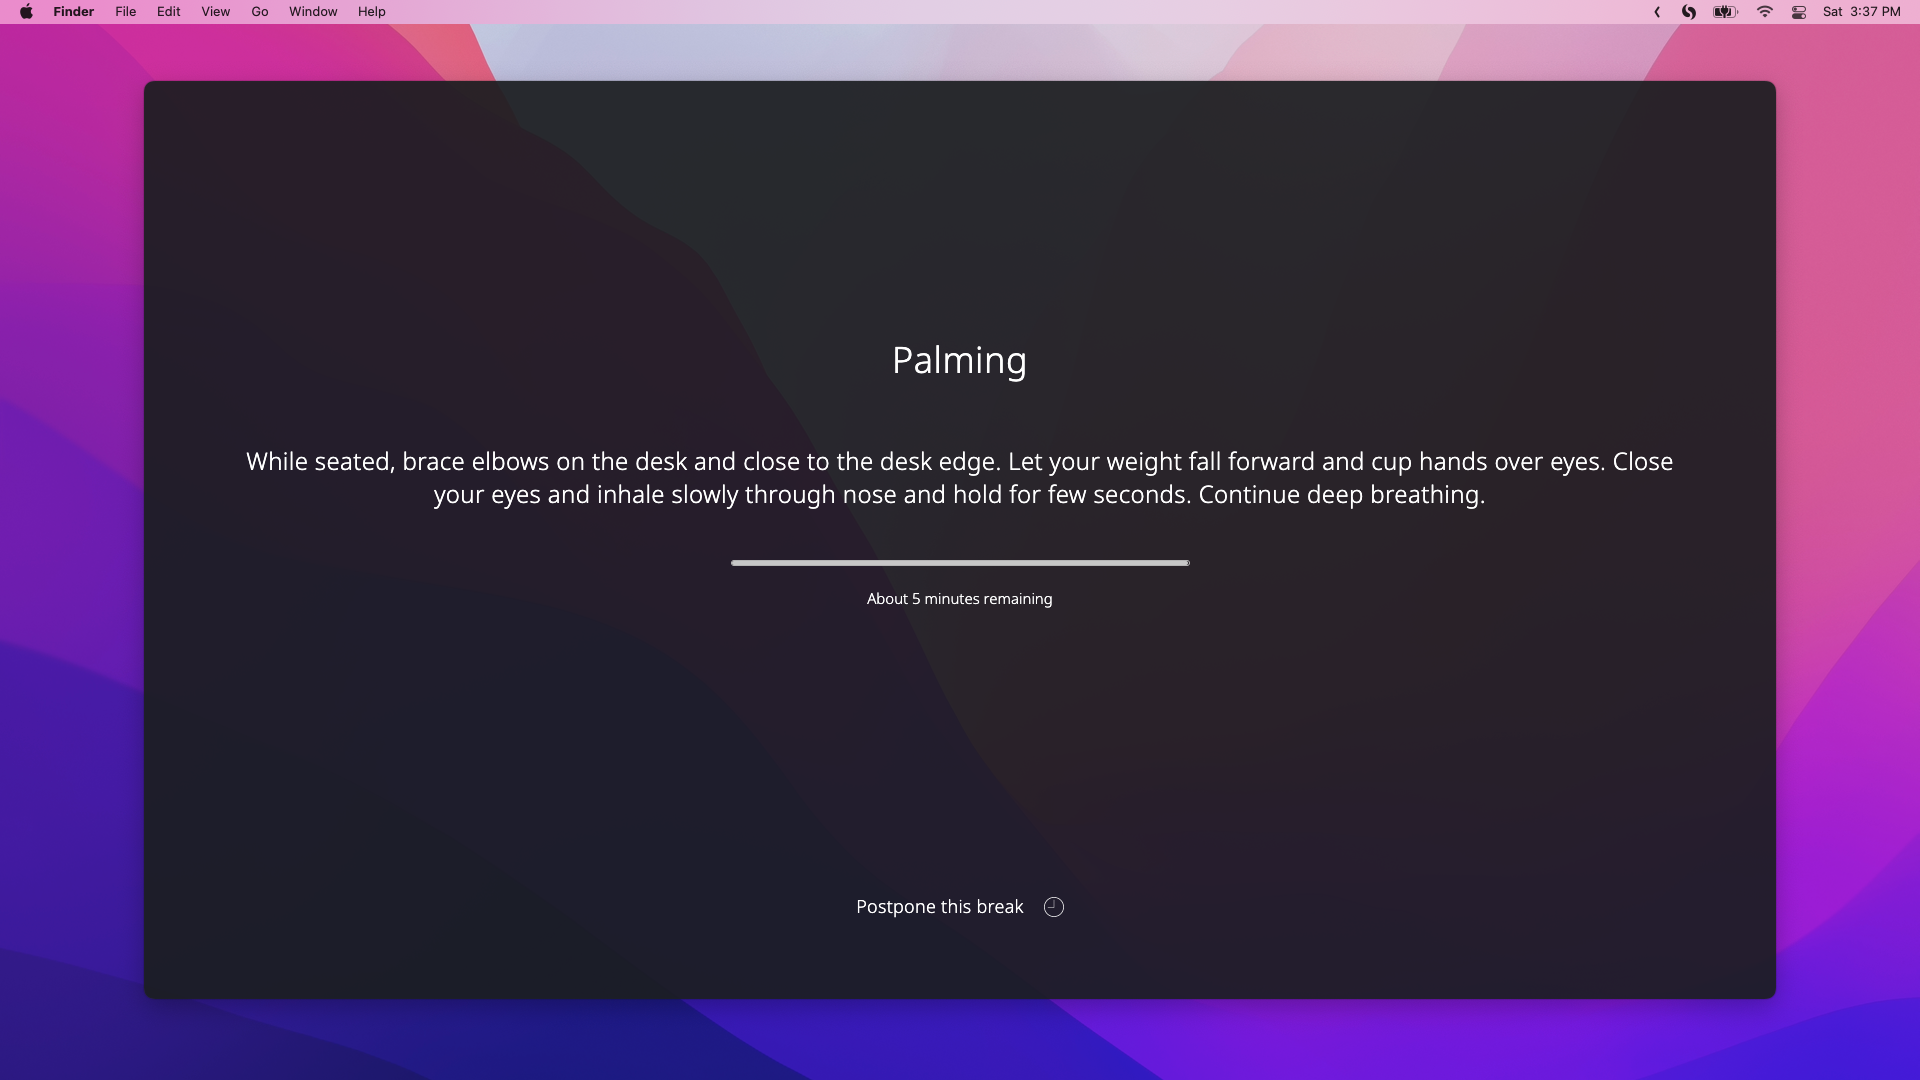 Finder File Edit View Go Window Help Sat 3:37 PM
Palming
While seated, brace elbows on the desk and close to the desk edge. Let your weight fall forward and cup hands over eyes. Close
your eyes and inhale slowly through nose and hold for few seconds. Continue deep breathing.
About 5 minutes remaining
Postpone this break